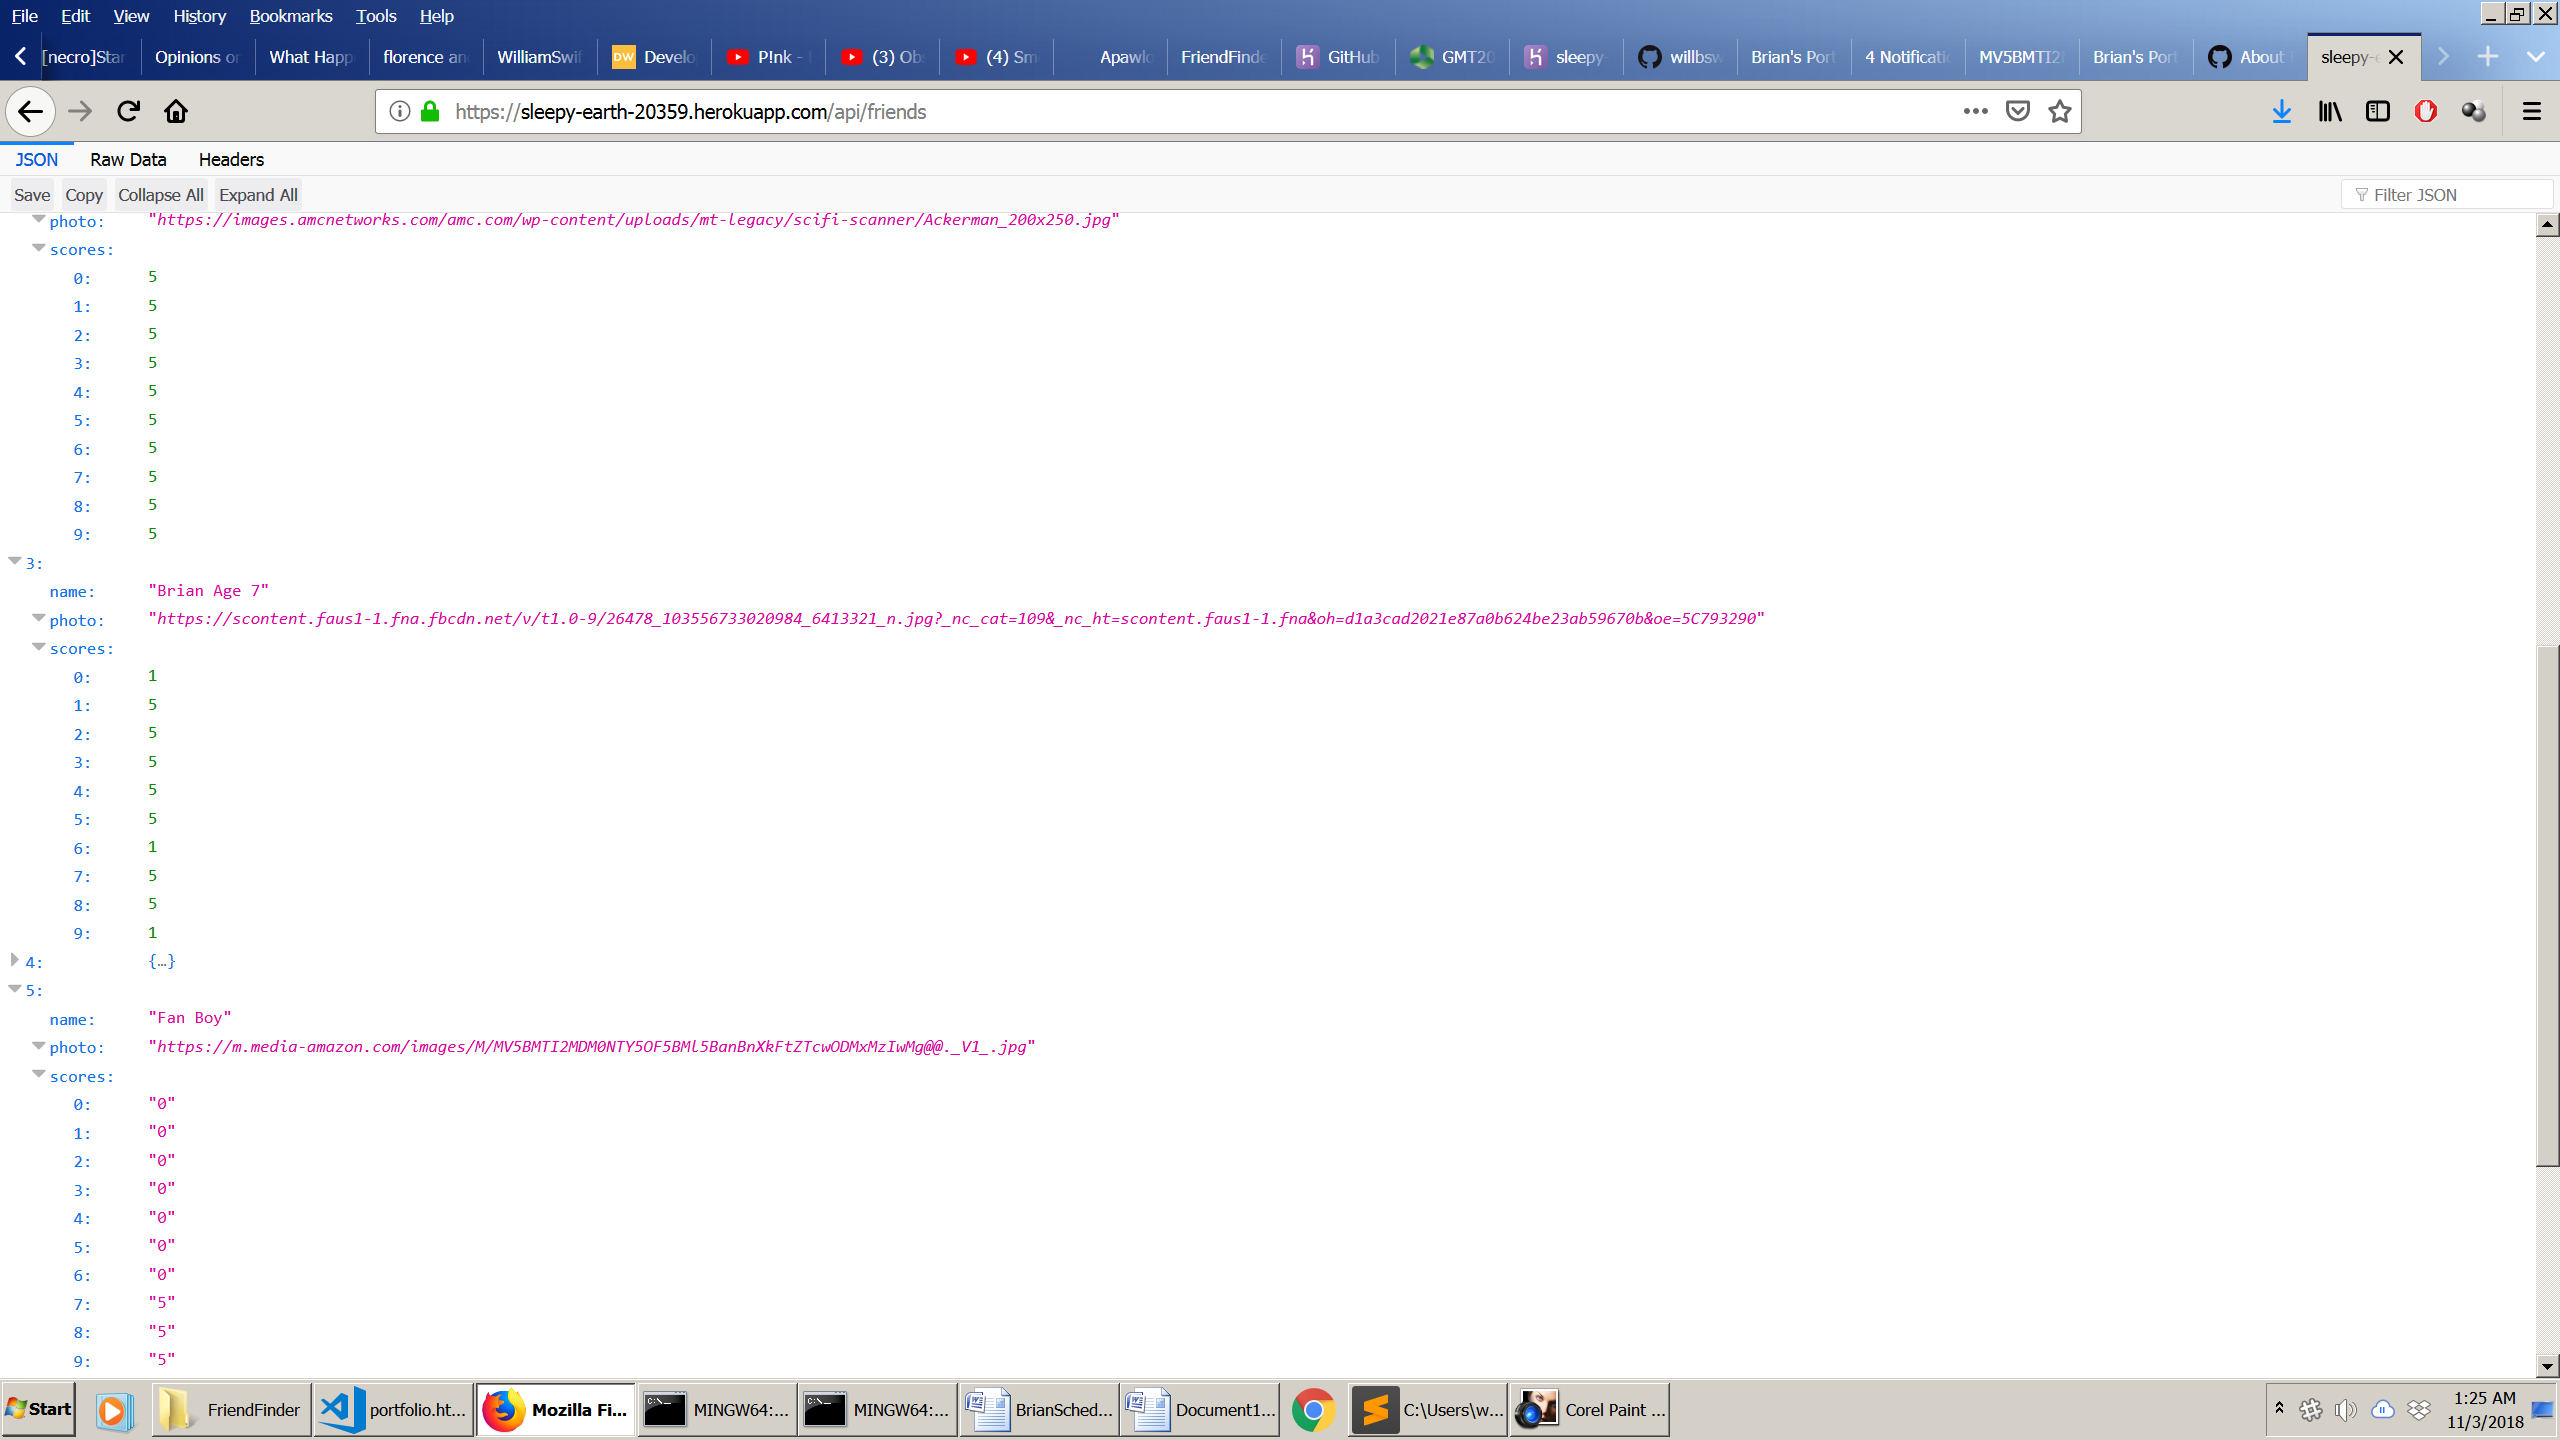 File Edit View History Bookmarks Tools Help
[necro]Star Opinions or What Happ florence and WilliamSwif DW Develo P!nk - (3) Ob (4) Sm Apawlo FriendFinde GitHub GMT20 sleepy willbsw Brian's Port 4 Notificati MV5BMTI2 Brian's Port About sleepy-e
https://sleepy-earth-20359.herokuapp.com/api/friends
JSON Raw Data Headers
Save Copy Collapse All Expand All Filter JSON
photo: "https://images.amcnetworks.com/amc.com/wp-content/uploads/mt-legacy/scifi-scanner/Ackerman_200x250.jpg"
scores:
0: 5
1: 5
2: 5
3: 5
4: 5
5: 5
6: 5
7: 5
8: 5
9: 5
3:
name: "Brian Age 7"
photo: "https://scontent.faus1-1.fna.fbcdn.net/v/t1.0-9/26478_103556733020984_6413321_n.jpg?_nc_cat=109&_nc_ht=scontent.faus1-1.fna&oh=d1a3cad2021e87a0b624be23ab59670b&oe=5C793290"
scores:
0: 1
1: 5
2: 5
3: 5
4: 5
5: 5
6: 1
7: 5
8: 5
9: 1
4: {…}
5:
name: "Fan Boy"
photo: "https://m.media-amazon.com/images/M/MV5BMTI2MDM0NTY5OF5BMl5BanBnXkFtZTcwODMxMzIwMg@@._V1_.jpg"
scores:
0: "0"
1: "0"
2: "0"
3: "0"
4: "0"
5: "0"
6: "0"
7: "5"
8: "5"
9: "5"
Start FriendFinder portfolio.ht... Mozilla Fi... MINGW64:... MINGW64:... BrianSched... Document1... C:\Users\w... Corel Paint ... 1:25 AM
11/3/2018